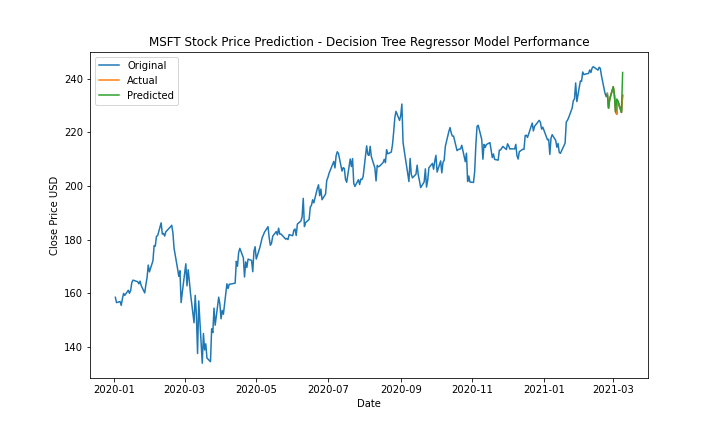 MSFT Stock Price Prediction - Decision Tree Regressor Model Performance
Original
Actual
Predicted
240
220
200
180
160
140
Close Price USD
2020-01 2020-03 2020-05 2020-07 2020-09 2020-11 2021-01 2021-03
Date